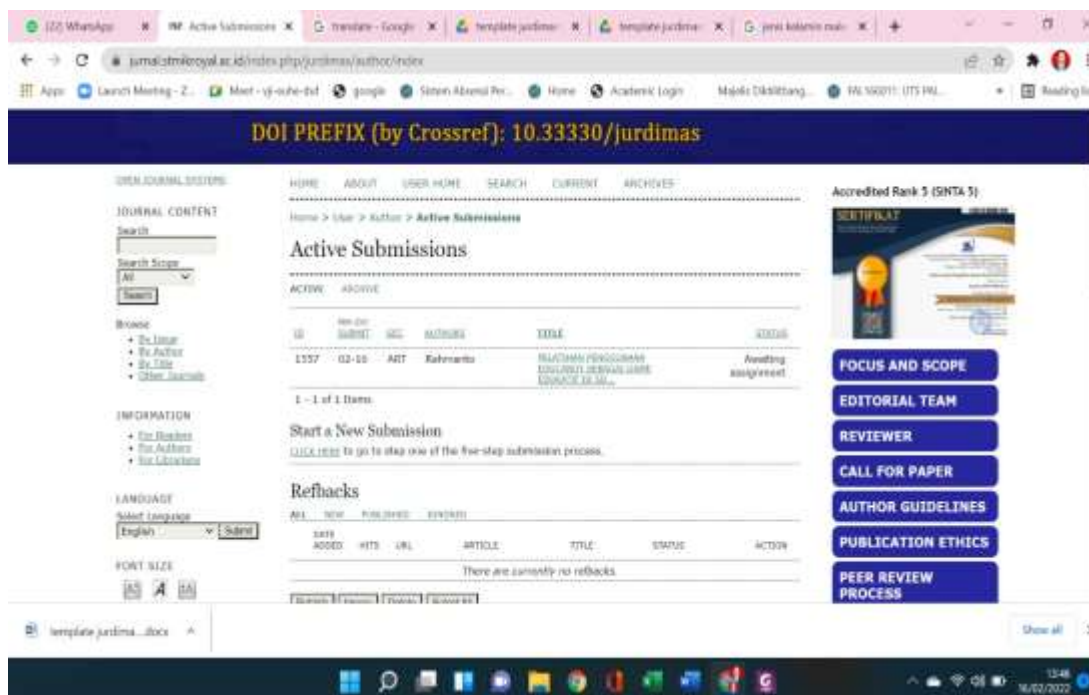 (22) WhatsApp
Active Submissions
translate - Google
template jurdimas
template jurdimas
jurnal.stmikroyal.ac.id/index.php/jurdimas/author/index
Apps
Launch Meeting - Z...
google
Home
Academic Login
DOI PREFIX (by Crossref): 10.33330/jurdimas
OPEN JOURNAL SYSTEMS
JOURNAL CONTENT
Search
Search Scope
All
Search
Browse
By Issue
By Author
By Title
Other Journals
INFORMATION
For Readers
For Authors
For Librarians
LANGUAGE
Select Language
English Submit
FONT SIZE
HOME ABOUT USER HOME SEARCH CURRENT ARCHIVES
Home > User > Author > Active Submissions
Active Submissions
ACTIVE ARCHIVE
ID SUBMIT SEC AUTHORS TITLE STATUS
1557 02-16 ART Rahmanto Awaiting
assignment
1 - 1 of 1 Items
Start a New Submission
CLICK HERE to go to step one of the five-step submission process.
Refbacks
ALL NEW PUBLISHED IGNORED
DATE
ADDED HITS URL ARTICLE TITLE STATUS ACTION
There are currently no refbacks.
Accredited Rank 5 (SINTA 5)
SERTIFIKAT
FOCUS AND SCOPE
EDITORIAL TEAM
REVIEWER
CALL FOR PAPER
AUTHOR GUIDELINES
PUBLICATION ETHICS
PEER REVIEW
PROCESS
template jurdima....docx
Show all
13:48